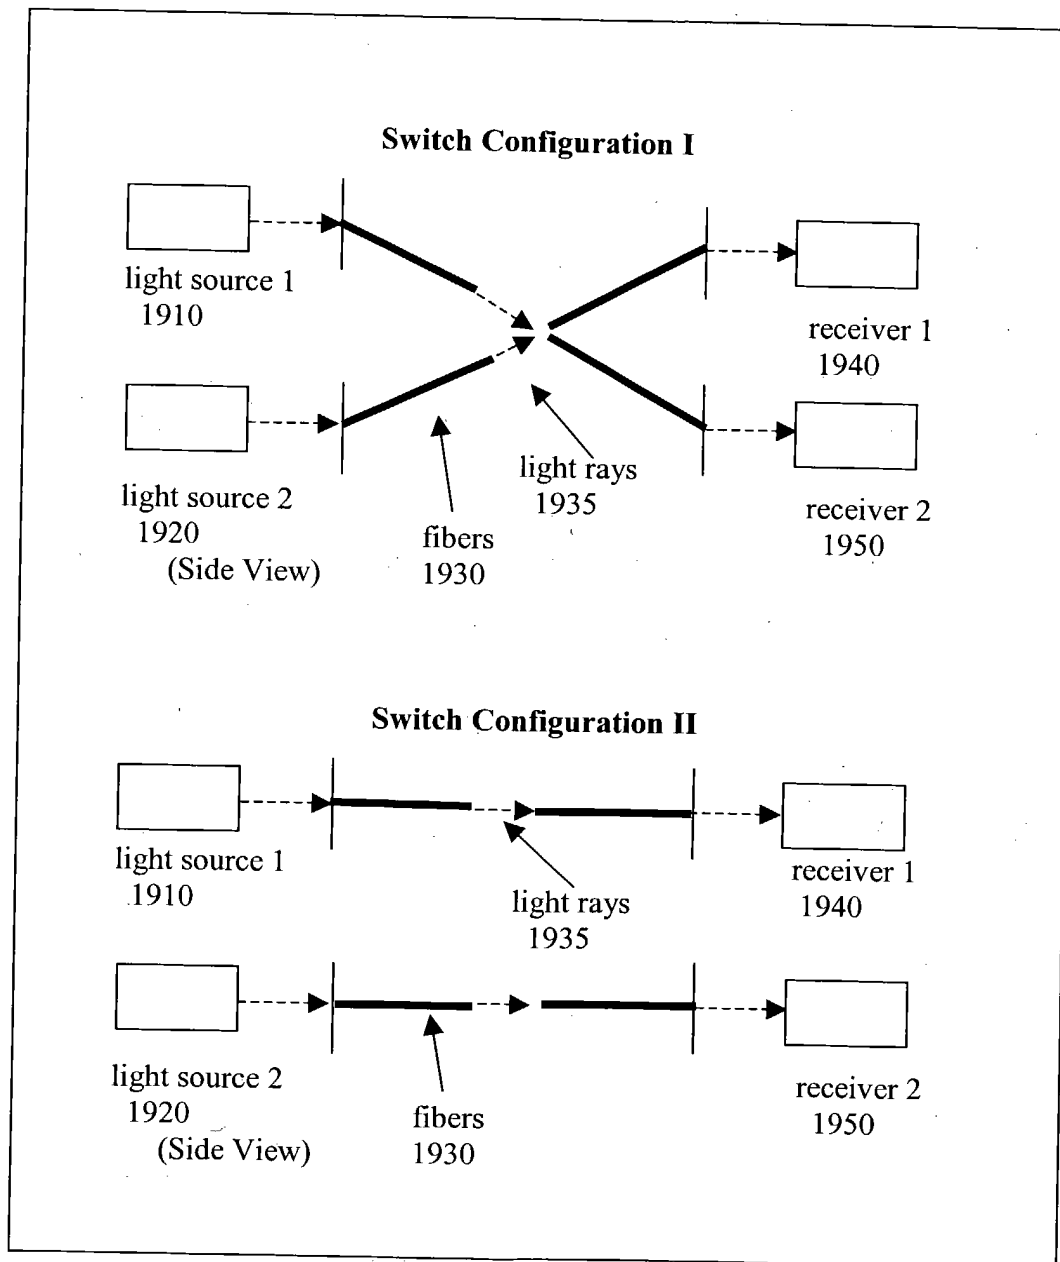 Switch Configuration I
light source 1
1910
receiver 1
1940
light rays
1935
light source 2
1920
(Side View)
fibers
1930
receiver 2
1950
Switch Configuration II
light source 1
1910
receiver 1
1940
light rays
1935
light source 2
1920
(Side View)
fibers
1930
receiver 2
1950